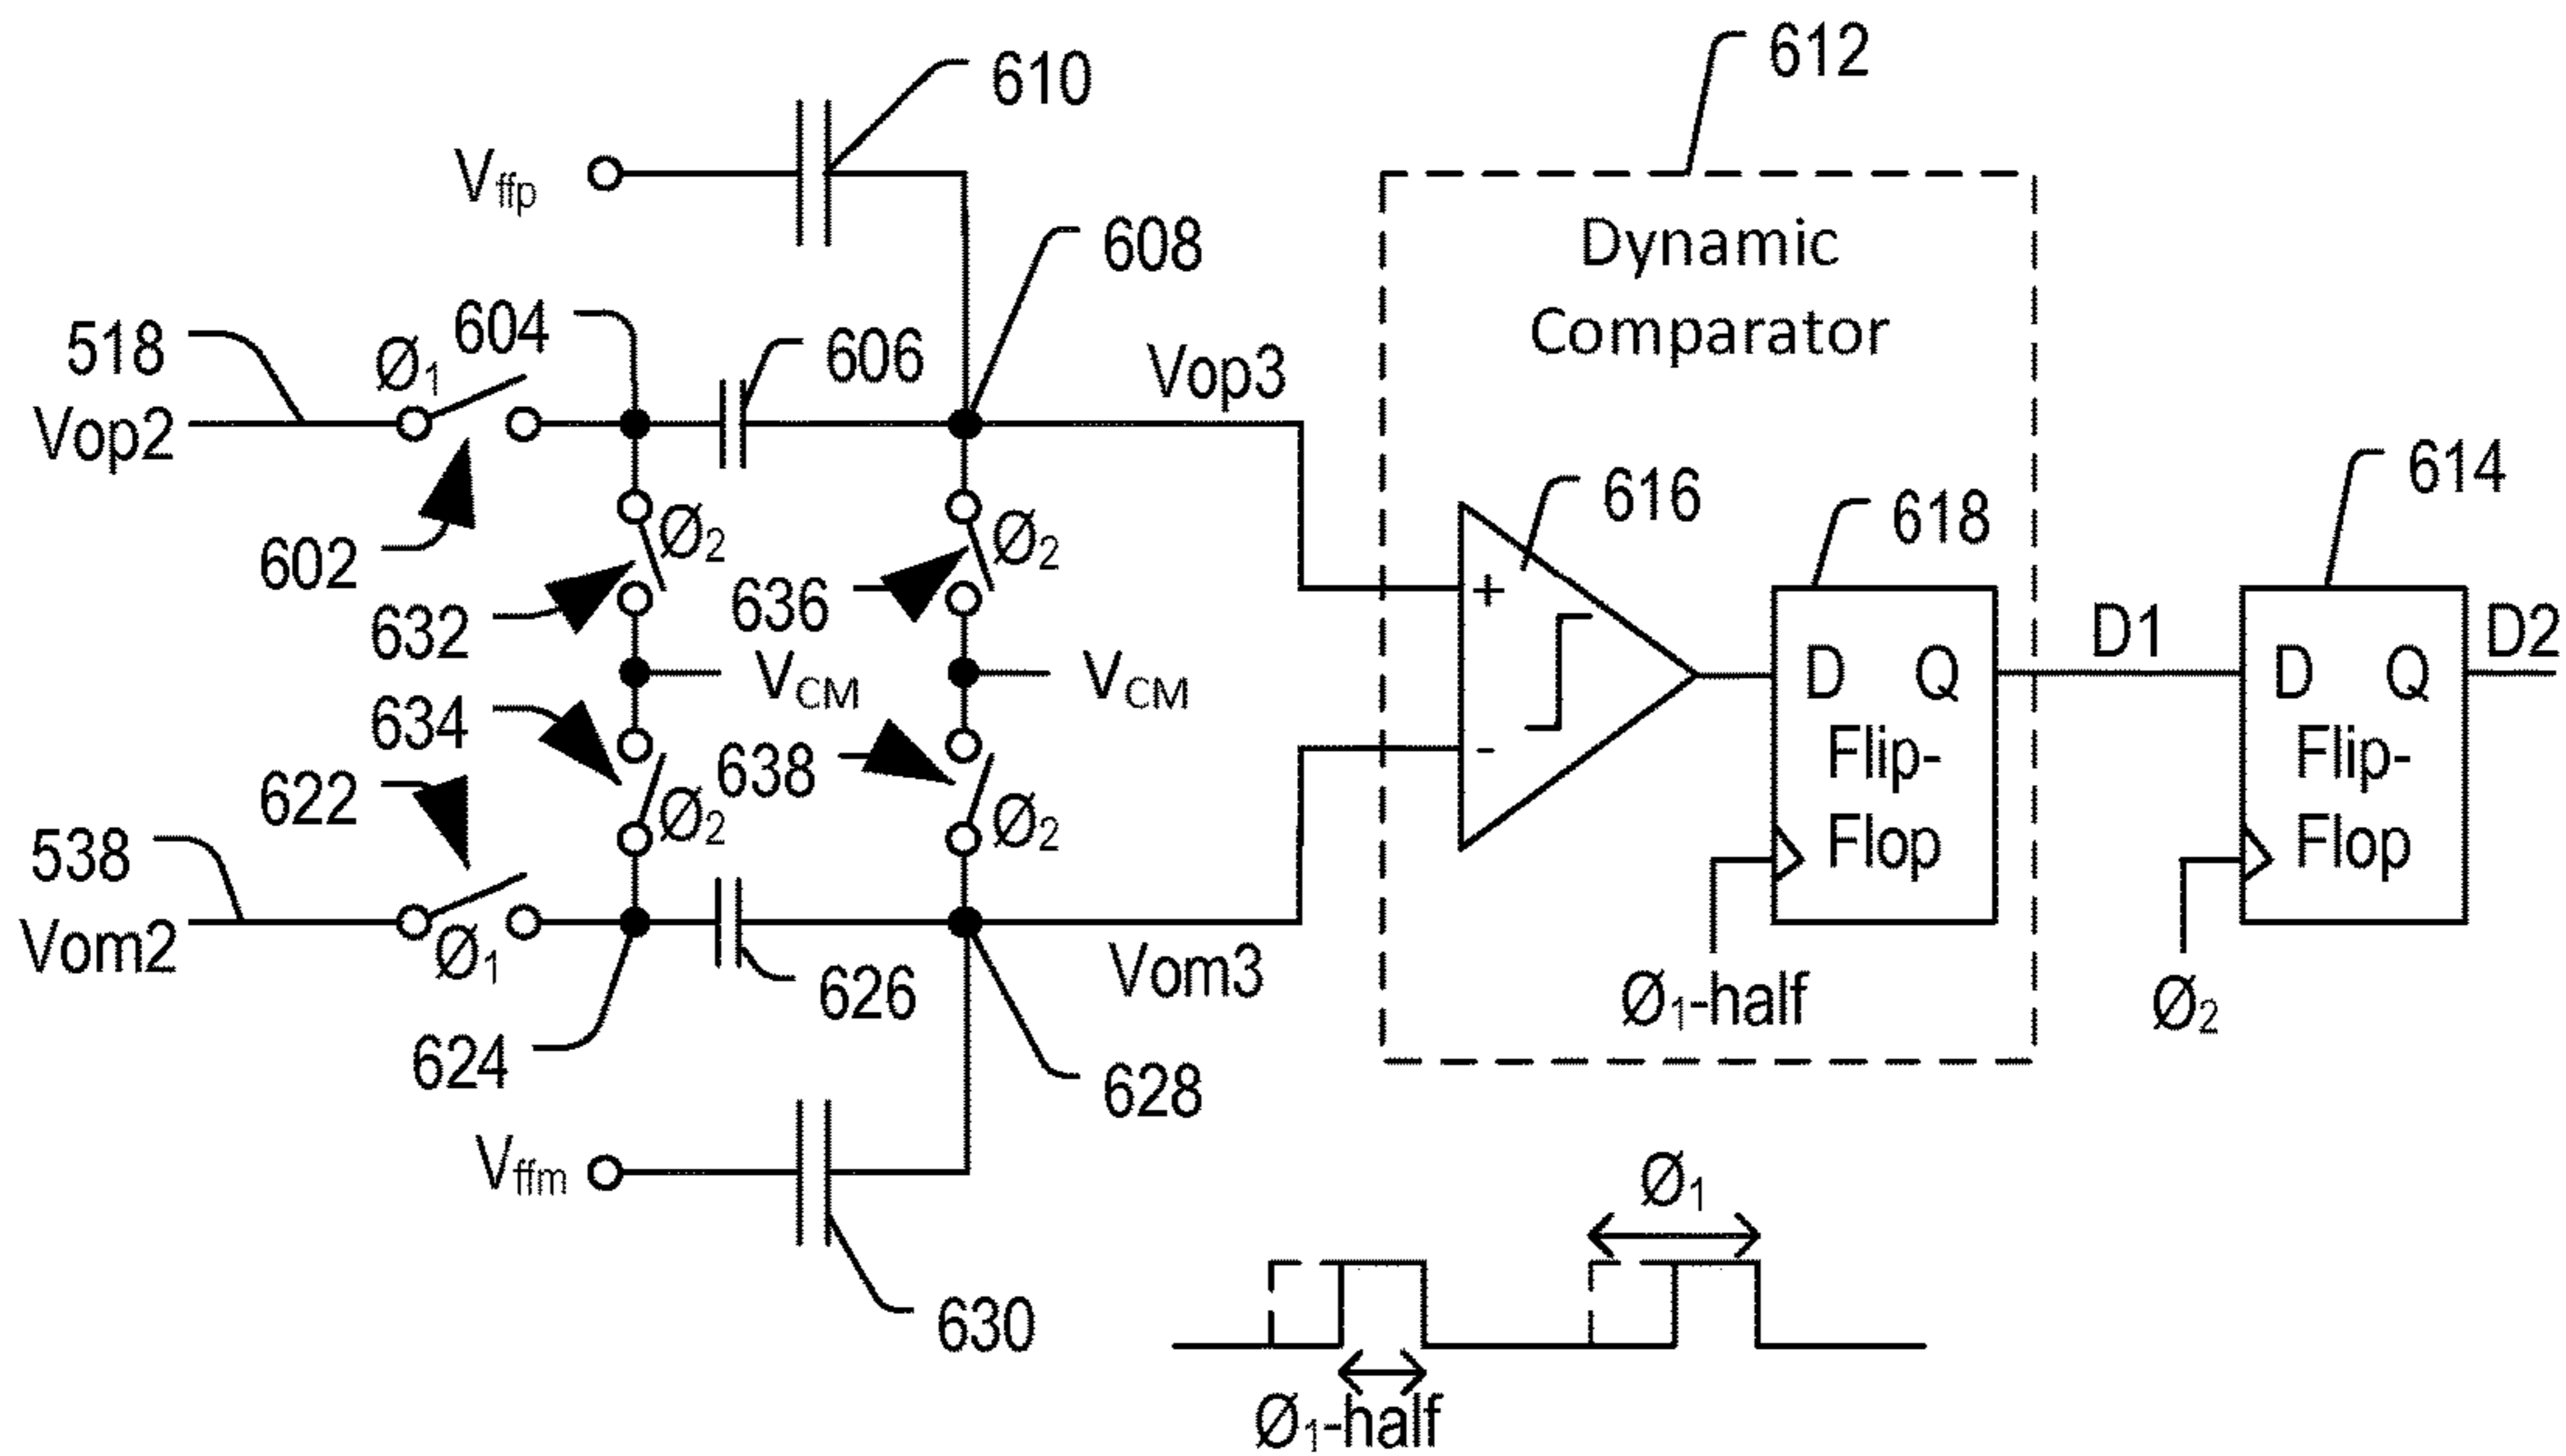 612
610
Vffp
608
Dynamic
Comparator
604
518
Ø1
606
Vop3
Vop2
614
616
618
602
Ø2
636
Ø2
632
+
D1
D2
D Q
D Q
VCM
VCM
634
Flip-
Flip-
638
-
622
Ø2
Ø2
Flop
Flop
538
Vom2
Ø1
Vom3
626
Ø1-half
Ø2
624
628
Vffm
Ø1
630
Ø1-half